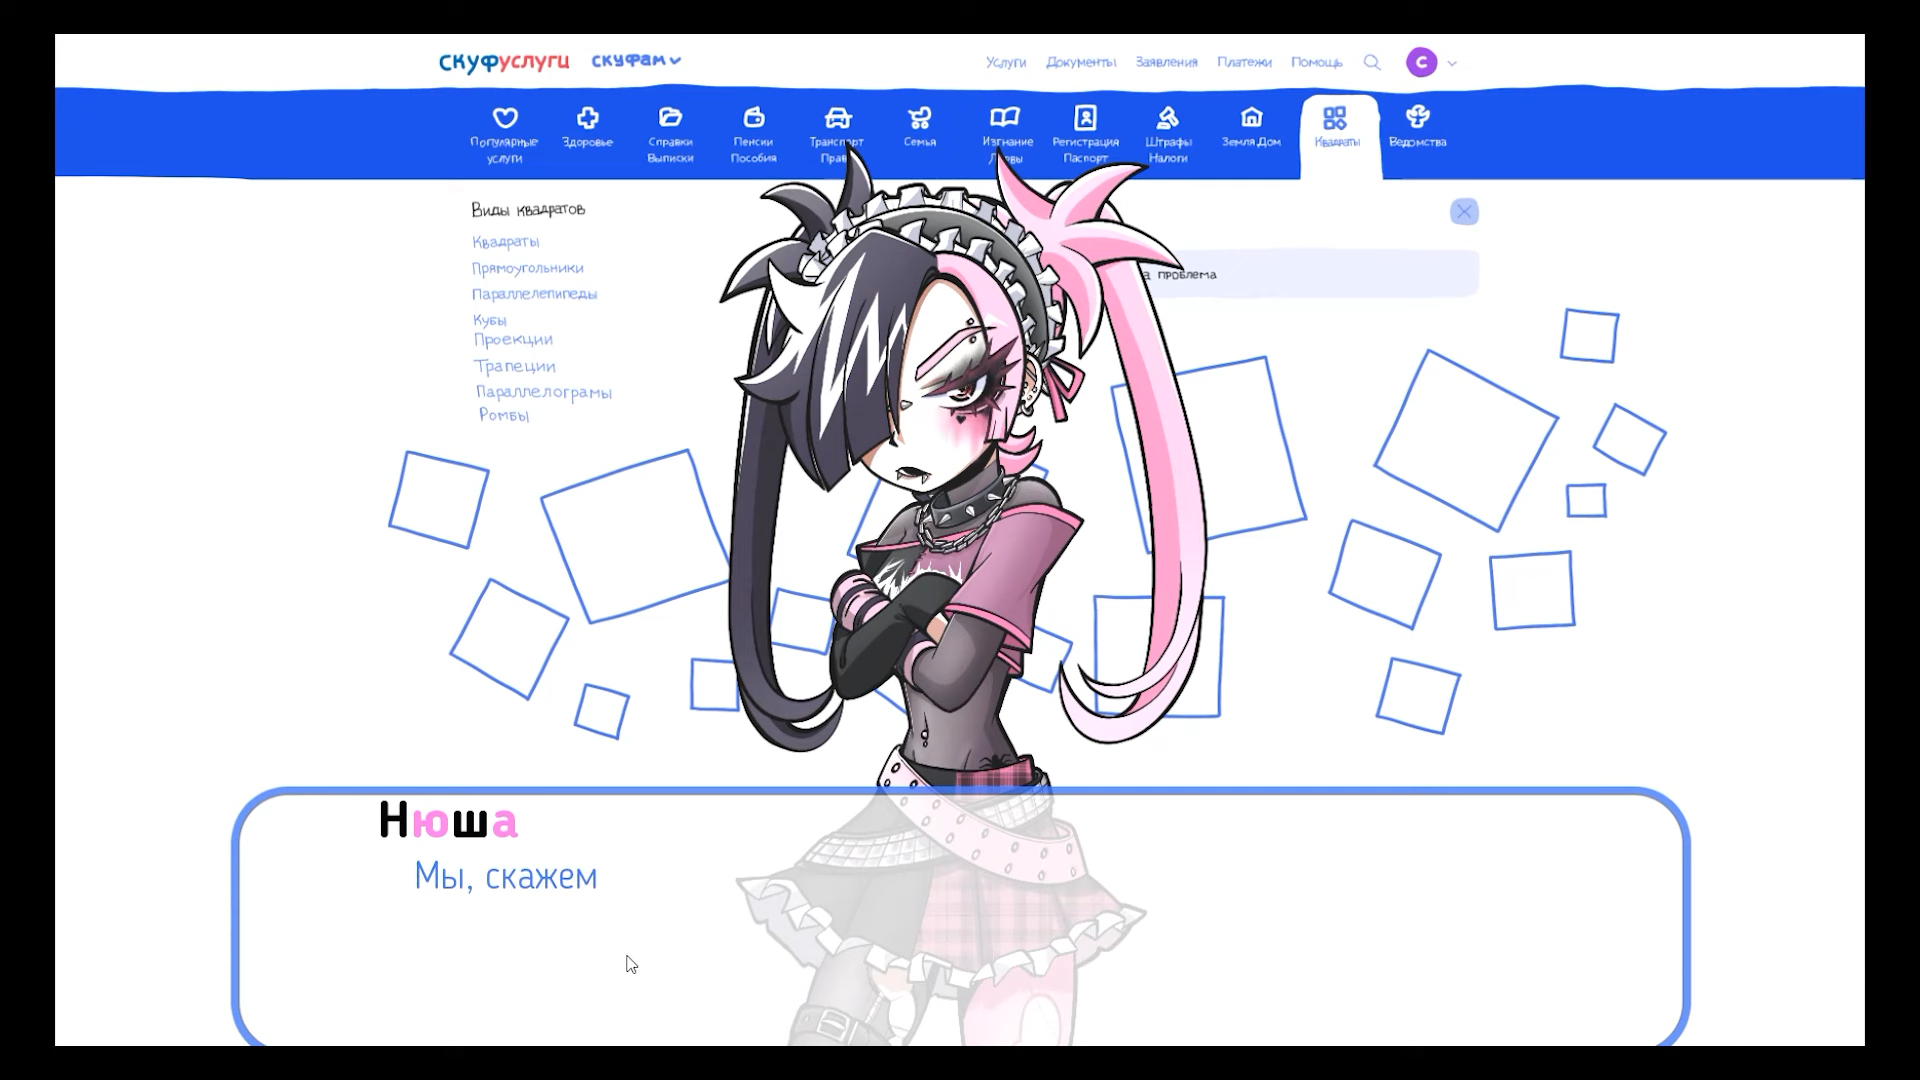 скуфуслуги скуфам
Услуги Документы Заявления Платежи Помощь С
Популярные услуги
Здоровье
Справки Выписки
Пенсии Пособия
Транспорт
Семья
Изгнание
Регистрация Паспорт
Штрафы Налоги
Земля Дом
Квадраты
Ведомства
Виды квадратов
Квадраты
Прямоугольники
Параллелепипеды
Кубы
Проекции
Трапеции
Параллелограмы
Ромбы
а проблема
Нюша
Мы, скажем